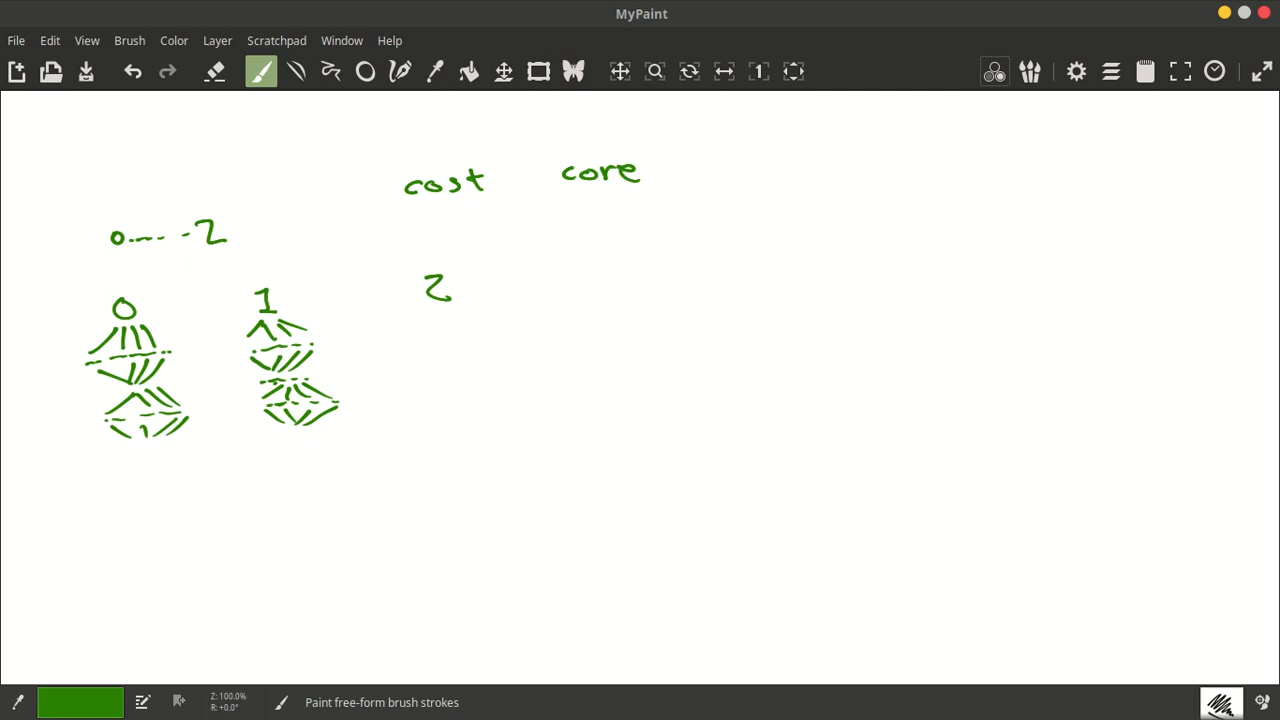 MyPaint
File Edit View Brush Color Layer Scratchpad Window Help
cost core
0---- -2
0 1 2
Z: 100.0%
R: +0.0°
Paint free-form brush strokes